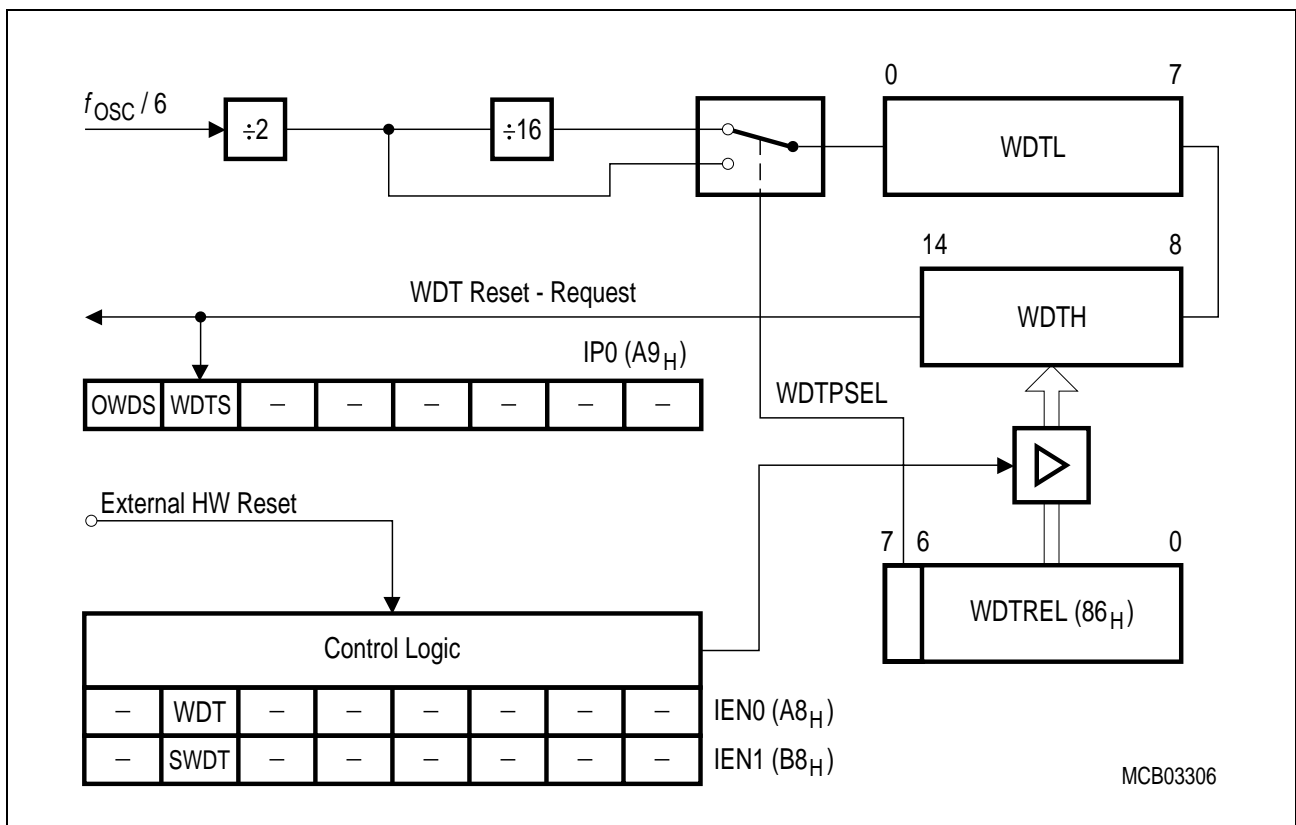 0 7
fOSC / 6
÷2
÷16
WDTL
14 8
WDT Reset - Request
WDTH
IP0 (A9H)
OWDS WDTS – – – – – –
WDTPSEL
External HW Reset
7 6 0
WDTREL (86H)
Control Logic
– WDT – – – – – – IEN0 (A8H)
– SWDT – – – – – – IEN1 (B8H)
MCB03306